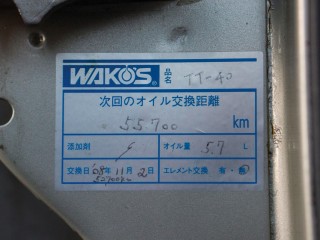 WAKO'S 品名 TT-40
次回のオイル交換距離
55700 km
添加剤 オイル量 5.7 L
交換日 '08年11月2日 エレメント交換 有・無